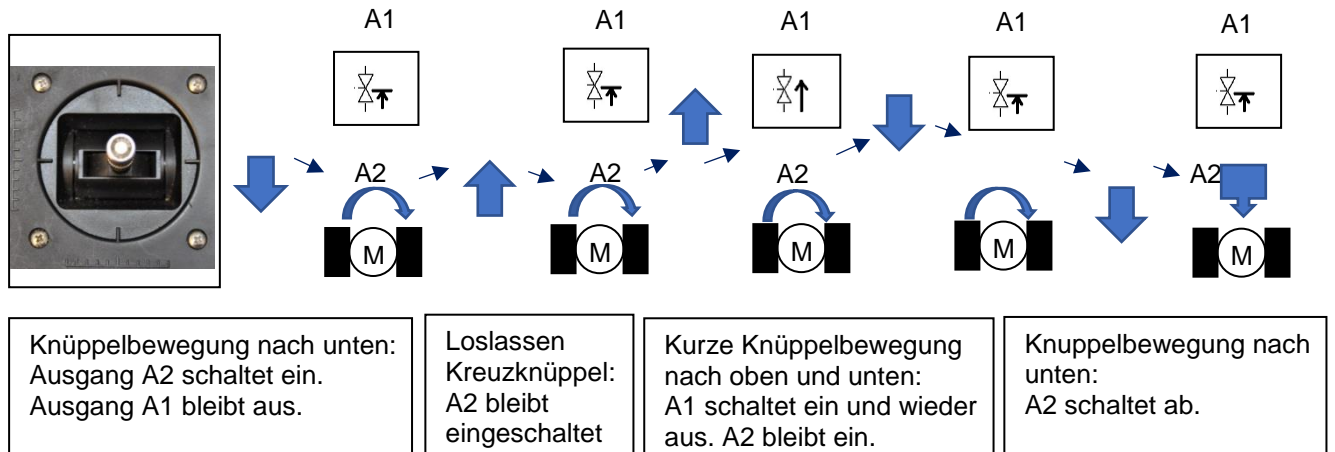 A1
A1
A1
A1
A1
A2
A2
A2
A2
M
M
M
M
M
Knüppelbewegung nach unten:
Ausgang A2 schaltet ein.
Ausgang A1 bleibt aus.
Loslassen
Kreuzknüppel:
A2 bleibt
eingeschaltet
Kurze Knüppelbewegung
nach oben und unten:
A1 schaltet ein und wieder
aus. A2 bleibt ein.
Knuppelbewegung nach
unten:
A2 schaltet ab.